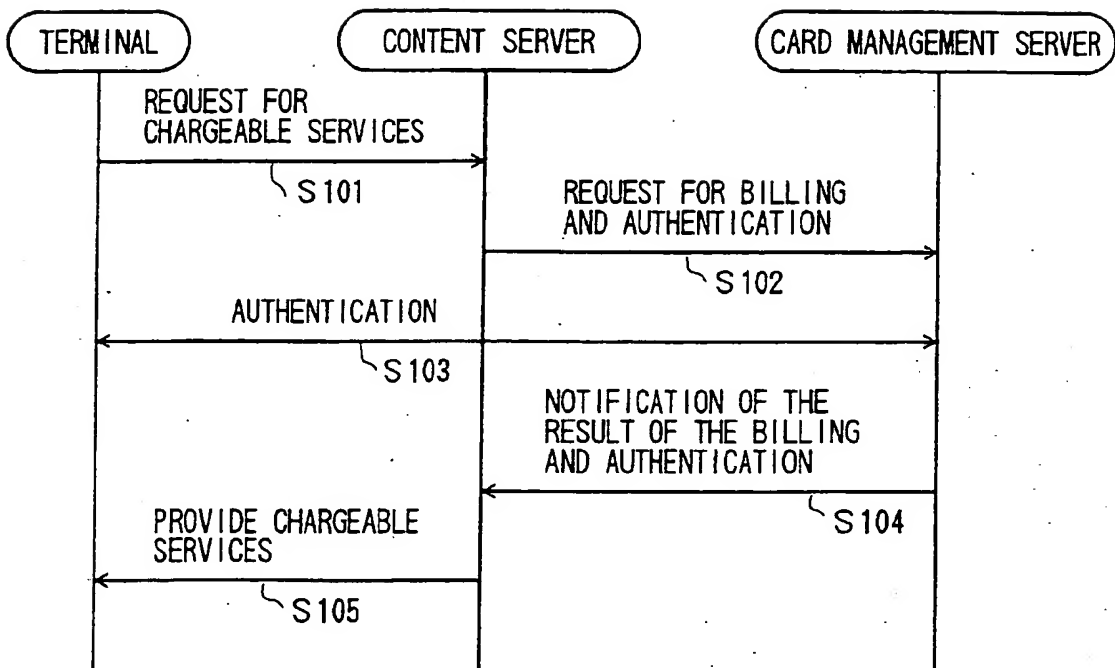 TERMINAL
CONTENT SERVER
CARD MANAGEMENT SERVER
REQUEST FOR
CHARGEABLE SERVICES
S101
REQUEST FOR BILLING
AND AUTHENTICATION
S102
AUTHENTICATION
S103
NOTIFICATION OF THE
RESULT OF THE BILLING
AND AUTHENTICATION
S104
PROVIDE CHARGEABLE
SERVICES
S105